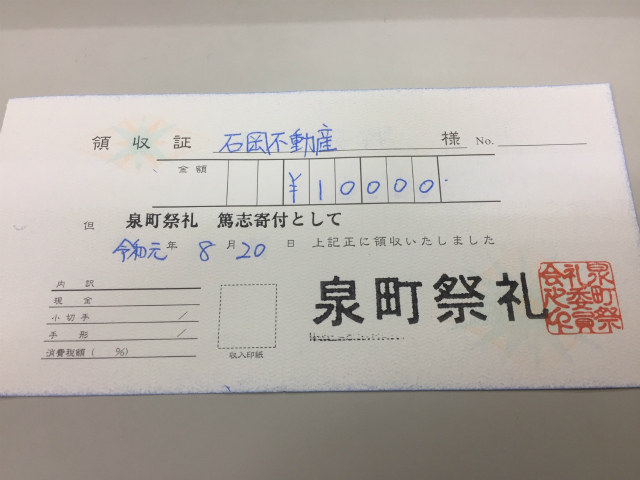 領収証 石岡不動産 様 No.
金額 ¥10000
但 泉町祭礼 篤志寄付として
令和元年 8月20日 上記正に領収いたしました
内訳
現金
小切手 /
手形 /
消費税額( %)
収入印紙
泉町祭礼
泉町祭
礼委員
会之印